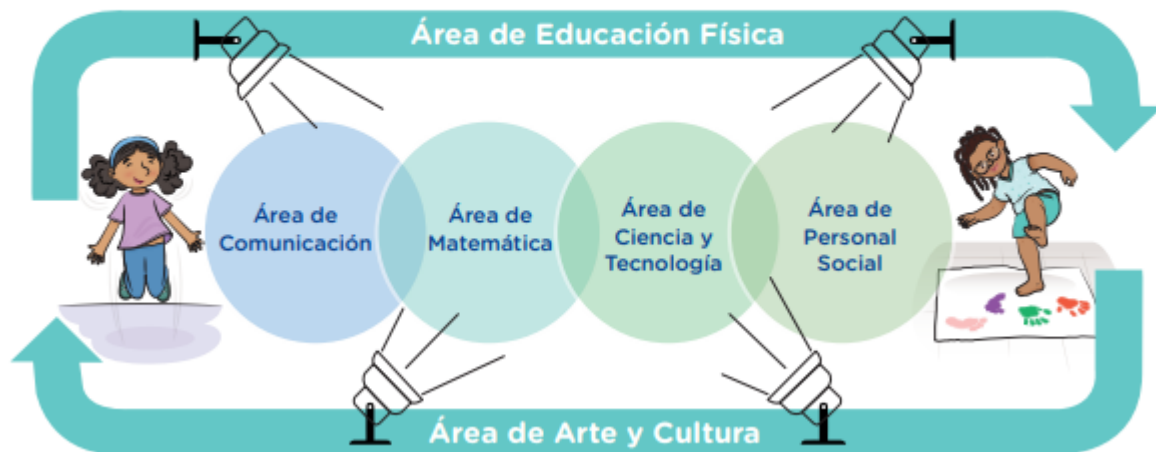 Área de Educación Física
Área de
Comunicación
Área de
Matemática
Área de
Ciencia y
Tecnología
Área de
Personal
Social
Área de Arte y Cultura